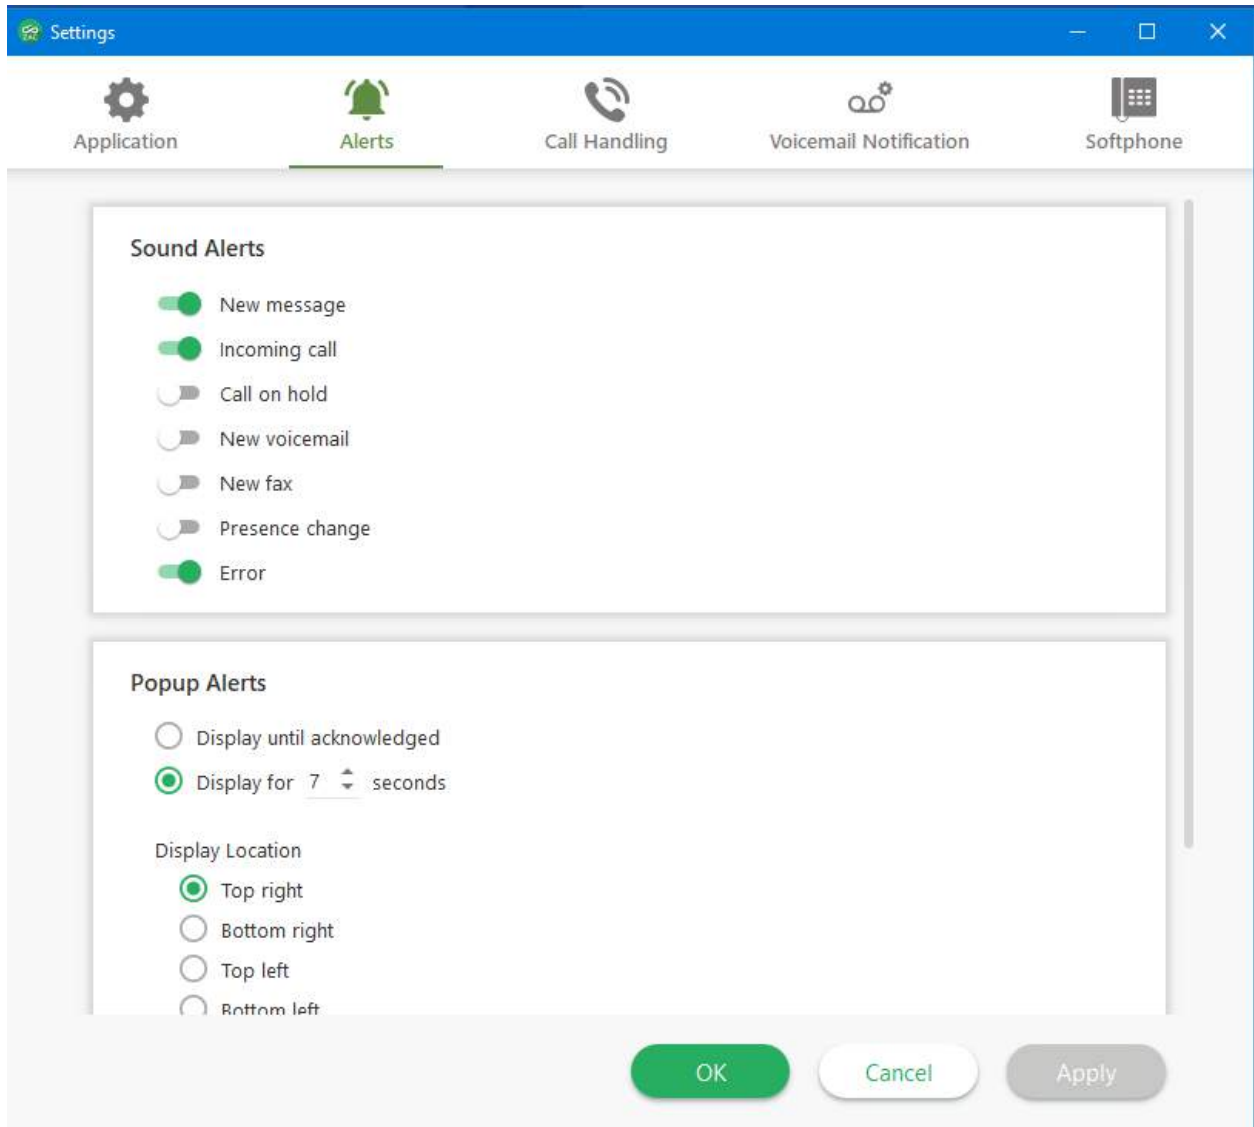 Settings
Application
Alerts
Call Handling
Voicemail Notification
Softphone
Sound Alerts
New message
Incoming call
Call on hold
New voicemail
New fax
Presence change
Error
Popup Alerts
Display until acknowledged
Display for 7 seconds
Display Location
Top right
Bottom right
Top left
Bottom left
OK
Cancel
Apply